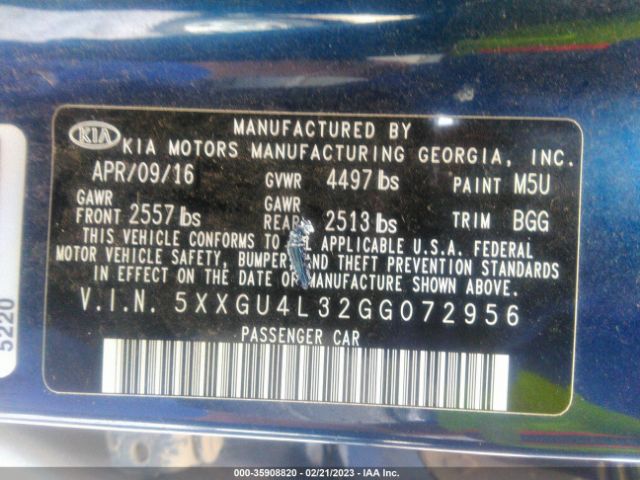 KIA
MANUFACTURED BY
KIA MOTORS MANUFACTURING GEORGIA, INC.
APR/09/16 GVWR 4497 lbs PAINT M5U
GAWR FRONT 2557 lbs GAWR REAR 2513 lbs TRIM BGG
THIS VEHICLE CONFORMS TO ALL APPLICABLE U.S.A. FEDERAL
MOTOR VEHICLE SAFETY, BUMPER, AND THEFT PREVENTION STANDARDS
IN EFFECT ON THE DATE OF MANUFACTURE SHOWN ABOVE.
V.I.N. 5XXGU4L32GG072956
PASSENGER CAR
5220
000-35908820 - 02/21/2023 - IAA Inc.